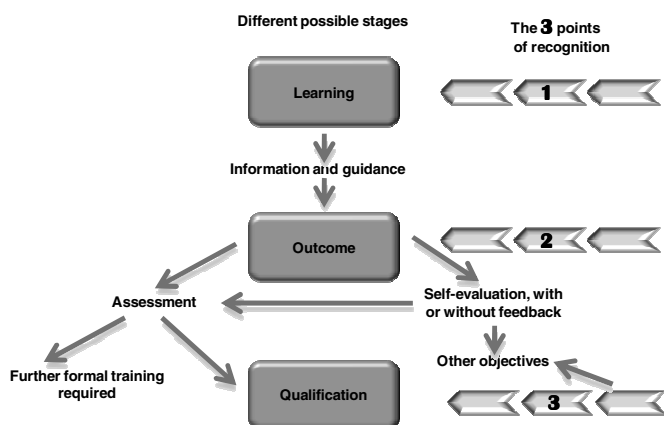 Different possible stages
The 3 points
of recognition
Learning
1
Information and guidance
Outcome
2
Assessment
Self-evaluation, with
or without feedback
Other objectives
Further formal training
required
Qualification
3